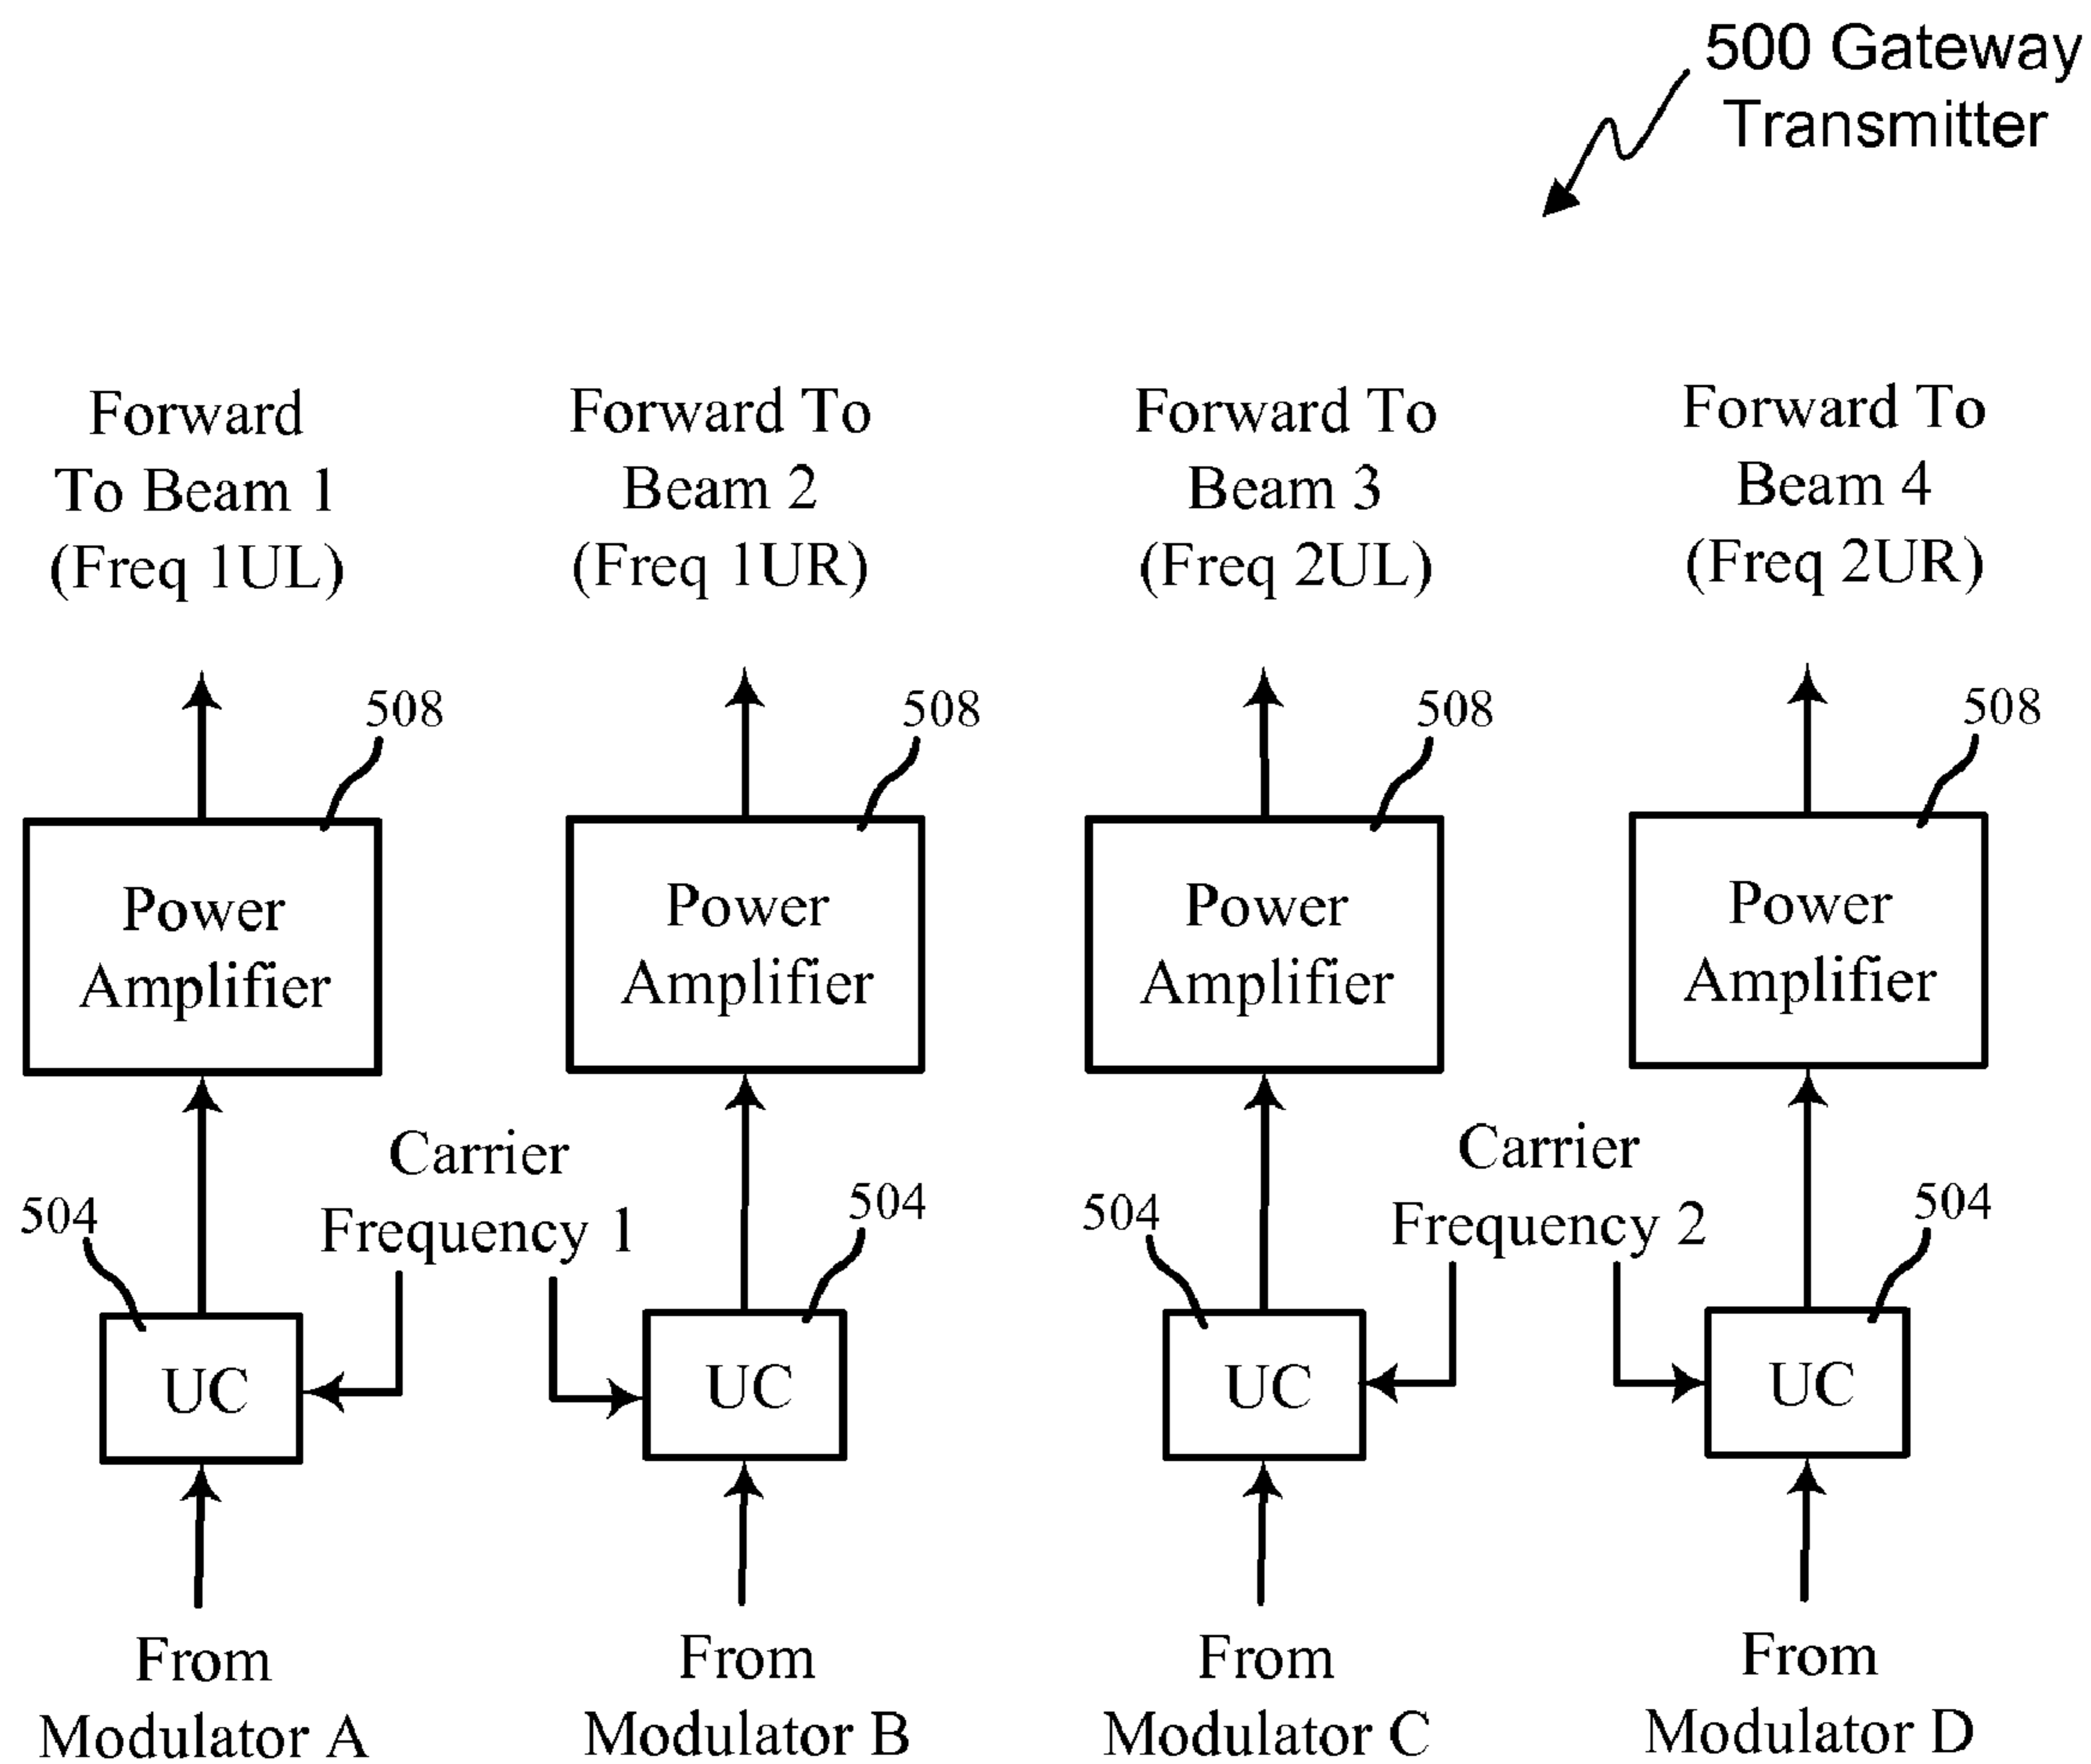 500 Gateway
Transmitter
Forward
To Beam 1
(Freq 1UL)
Forward To
Beam 2
(Freq 1UR)
Forward To
Beam 3
(Freq 2UL)
Forward To
Beam 4
(Freq 2UR)
508
508
508
508
Power
Amplifier
Power
Amplifier
Power
Amplifier
Power
Amplifier
Carrier
Frequency 1
Carrier
Frequency 2
504
504
504
504
UC
UC
UC
UC
From
Modulator A
From
Modulator B
From
Modulator C
From
Modulator D